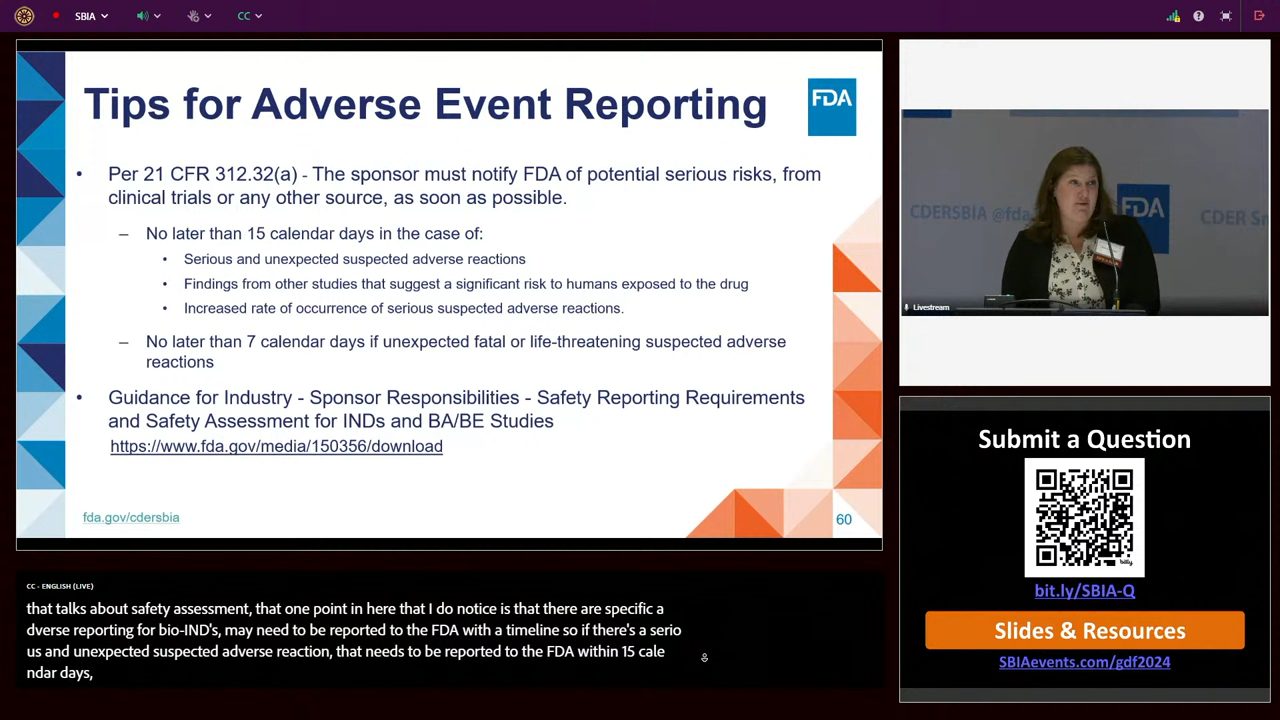 SBIA
CC
Tips for Adverse Event Reporting
FDA
• Per 21 CFR 312.32(a) - The sponsor must notify FDA of potential serious risks, from
clinical trials or any other source, as soon as possible.
– No later than 15 calendar days in the case of:
• Serious and unexpected suspected adverse reactions
• Findings from other studies that suggest a significant risk to humans exposed to the drug
• Increased rate of occurrence of serious suspected adverse reactions.
– No later than 7 calendar days if unexpected fatal or life-threatening suspected adverse
reactions
• Guidance for Industry - Sponsor Responsibilities - Safety Reporting Requirements
and Safety Assessment for INDs and BA/BE Studies
https://www.fda.gov/media/150356/download
fda.gov/cdersbia
60
CC - ENGLISH (LIVE)
that talks about safety assessment, that one point in here that I do notice is that there are specific a
dverse reporting for bio-IND's, may need to be reported to the FDA with a timeline so if there's a serio
us and unexpected suspected adverse reaction, that needs to be reported to the FDA within 15 cale
ndar days,
CDERSBIA @fda
FDA
CDER
Livestream
Submit a Question
bitly
bit.ly/SBIA-Q
Slides & Resources
SBIAevents.com/gdf2024